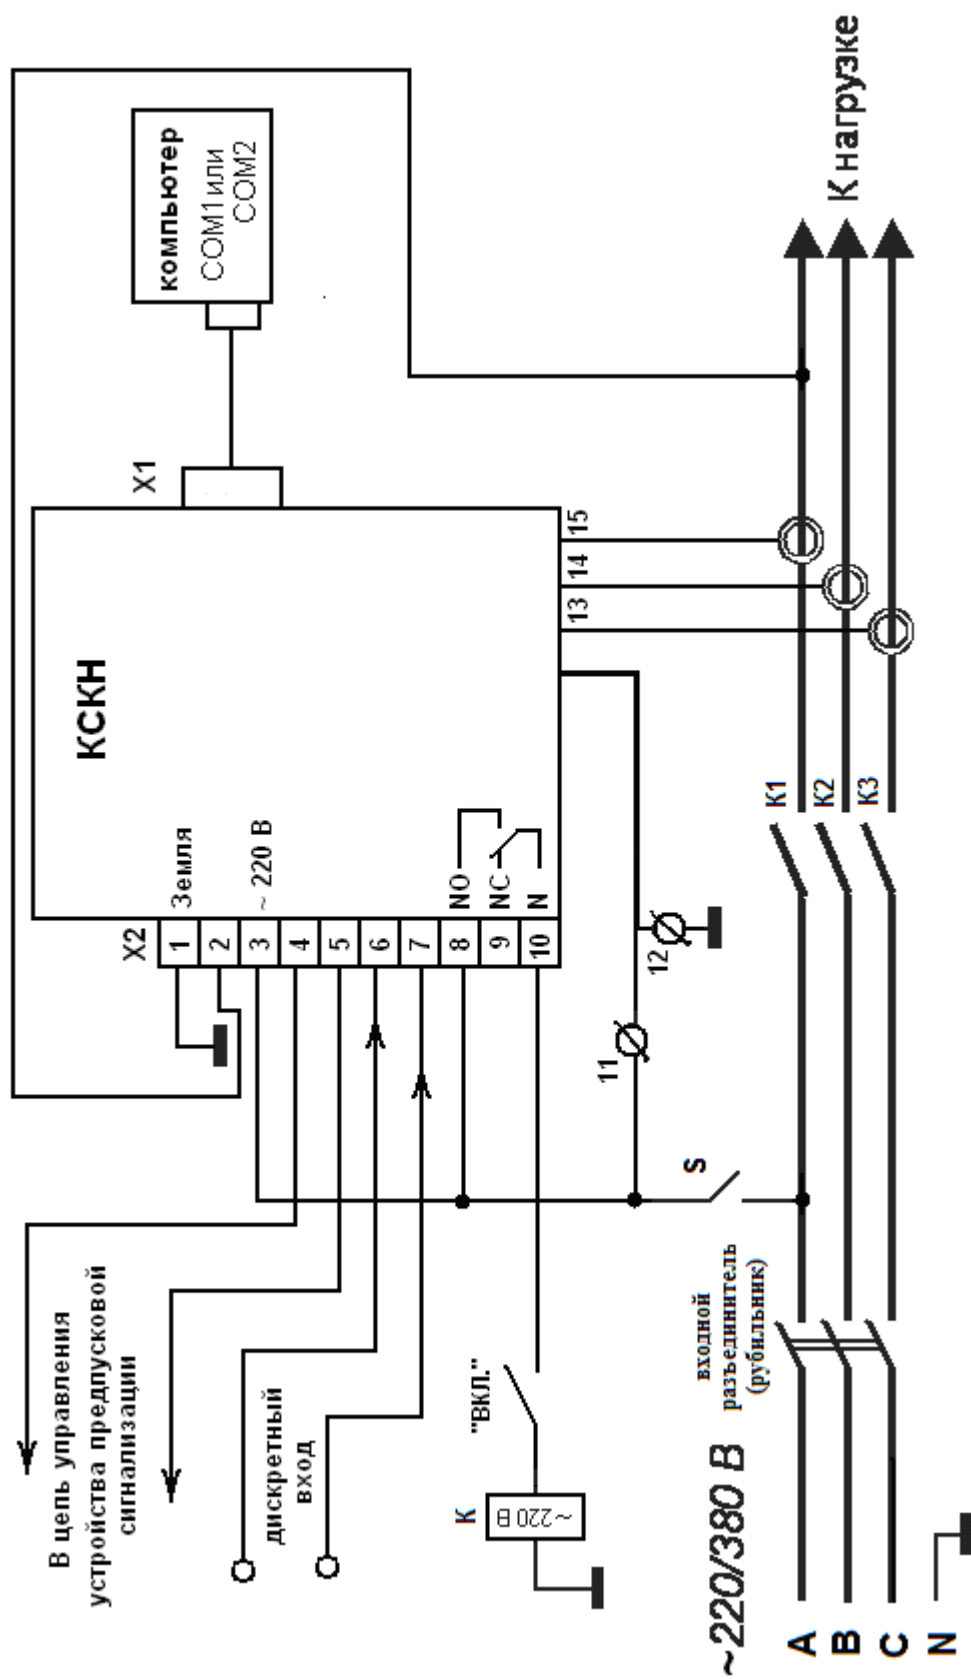 компьютер
COM1 или
COM2
X1
КСКН
X2
Земля
~ 220 В
NO
NC
N
1
2
3
4
5
6
7
8
9
10
15
14
13
12
11
S
K1
K2
K3
К нагрузке
В цепь управления
устройства предпусковой
сигнализации
дискретный
вход
"ВКЛ."
К
~220 В
входной
разъединитель
(рубильник)
~220/380 В
A
B
C
N